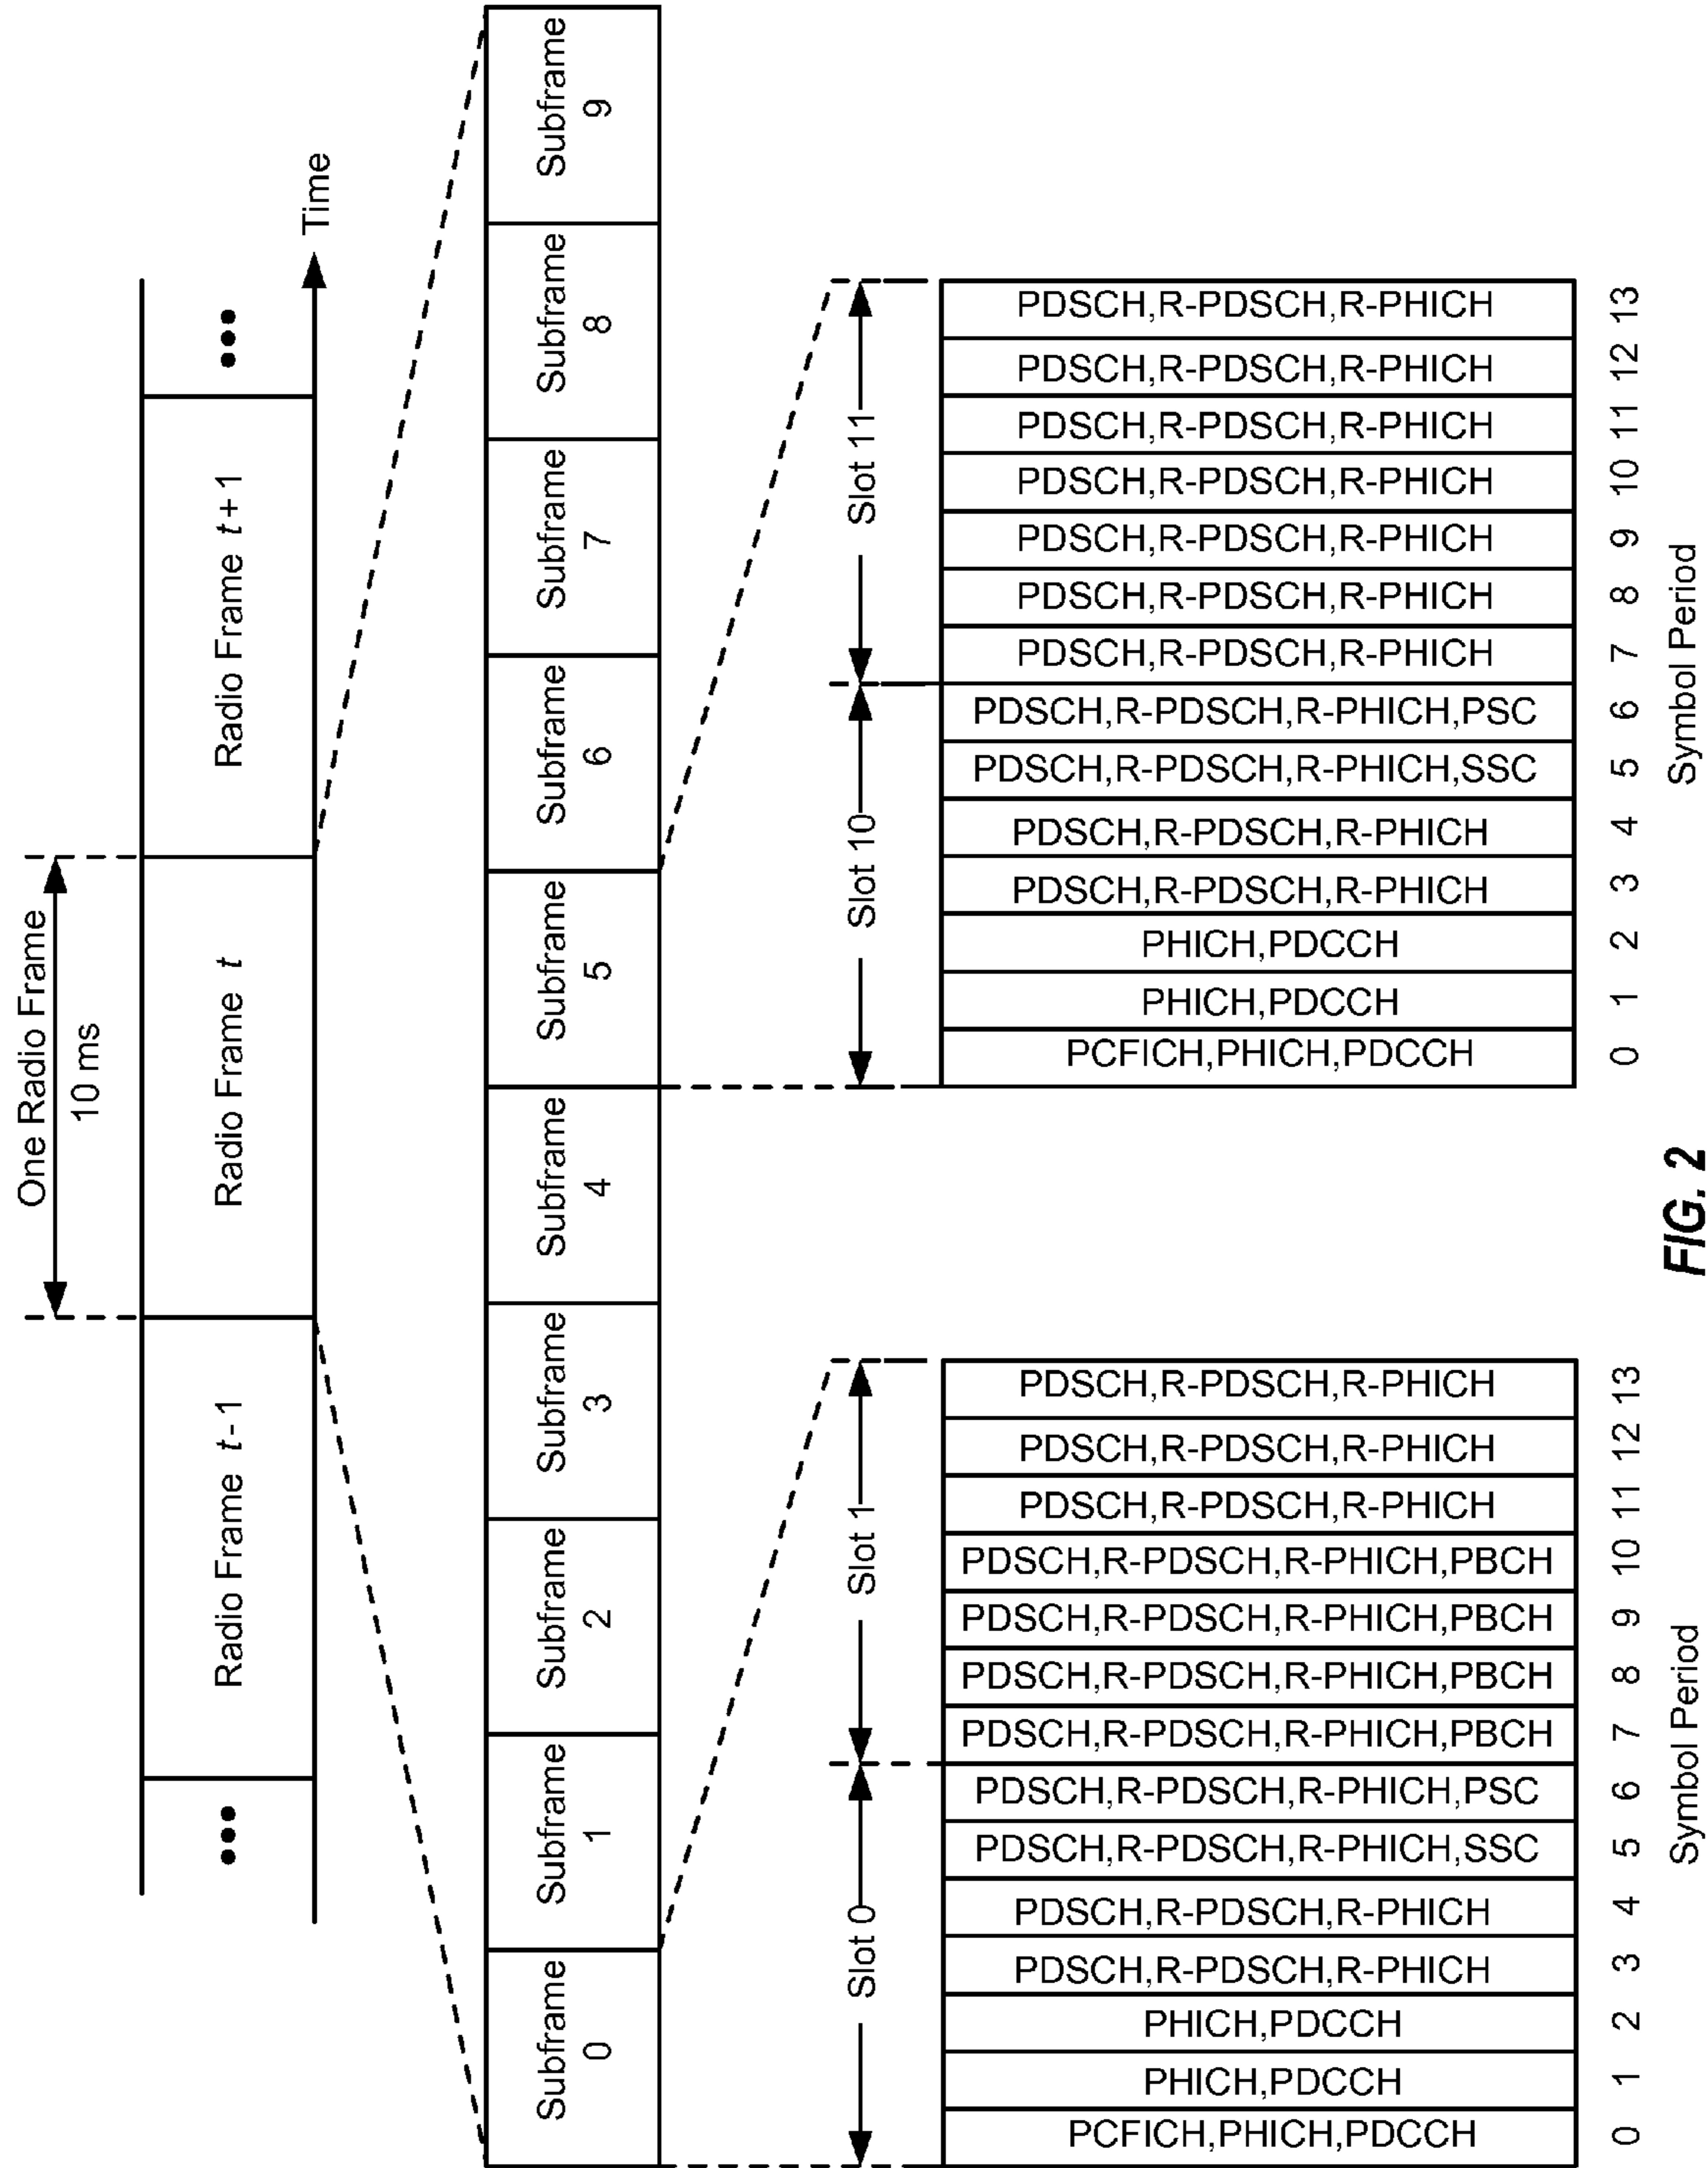 One Radio Frame
10 ms
••• Radio Frame t-1 Radio Frame t Radio Frame t+1 •••
Time
Subframe 0
Subframe 1
Subframe 2
Subframe 3
Subframe 4
Subframe 5
Subframe 6
Subframe 7
Subframe 8
Subframe 9
Slot 0
Slot 1
PCFICH,PHICH,PDCCH
PHICH,PDCCH
PHICH,PDCCH
PDSCH,R-PDSCH,R-PHICH
PDSCH,R-PDSCH,R-PHICH
PDSCH,R-PDSCH,R-PHICH,SSC
PDSCH,R-PDSCH,R-PHICH,PSC
PDSCH,R-PDSCH,R-PHICH,PBCH
PDSCH,R-PDSCH,R-PHICH,PBCH
PDSCH,R-PDSCH,R-PHICH,PBCH
PDSCH,R-PDSCH,R-PHICH,PBCH
PDSCH,R-PDSCH,R-PHICH
PDSCH,R-PDSCH,R-PHICH
PDSCH,R-PDSCH,R-PHICH
0 1 2 3 4 5 6 7 8 9 10 11 12 13
Symbol Period
Slot 10
Slot 11
PCFICH,PHICH,PDCCH
PHICH,PDCCH
PHICH,PDCCH
PDSCH,R-PDSCH,R-PHICH
PDSCH,R-PDSCH,R-PHICH
PDSCH,R-PDSCH,R-PHICH,SSC
PDSCH,R-PDSCH,R-PHICH,PSC
PDSCH,R-PDSCH,R-PHICH
PDSCH,R-PDSCH,R-PHICH
PDSCH,R-PDSCH,R-PHICH
PDSCH,R-PDSCH,R-PHICH
PDSCH,R-PDSCH,R-PHICH
PDSCH,R-PDSCH,R-PHICH
PDSCH,R-PDSCH,R-PHICH
0 1 2 3 4 5 6 7 8 9 10 11 12 13
Symbol Period
FIG. 2